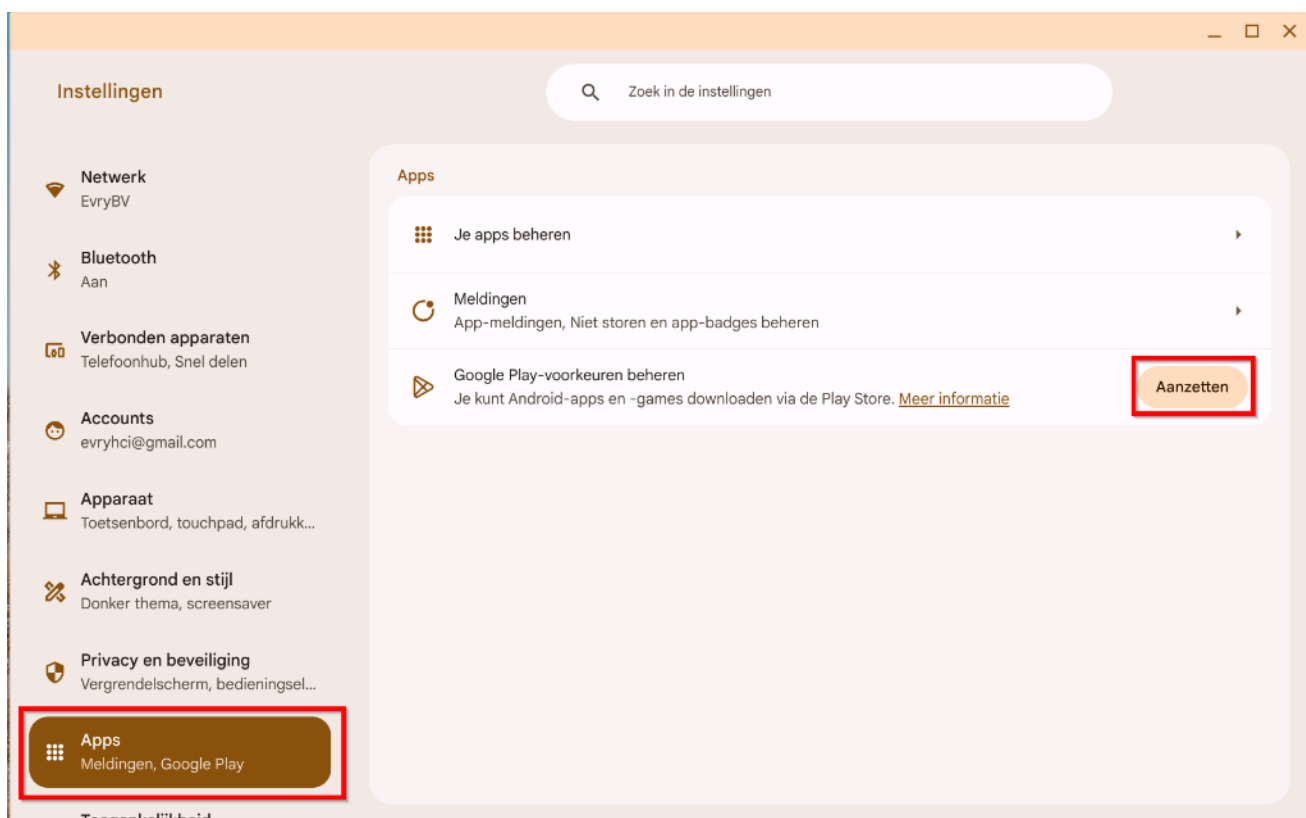 Instellingen
Zoek in de instellingen
Netwerk
EvryBV
Bluetooth
Aan
Verbonden apparaten
Telefoonhub, Snel delen
Accounts
evryhci@gmail.com
Apparaat
Toetsenbord, touchpad, afdrukk...
Achtergrond en stijl
Donker thema, screensaver
Privacy en beveiliging
Vergrendelscherm, bedieningsel...
Apps
Meldingen, Google Play
Apps
Je apps beheren
Meldingen
App-meldingen, Niet storen en app-badges beheren
Google Play-voorkeuren beheren
Je kunt Android-apps en -games downloaden via de Play Store. Meer informatie
Aanzetten